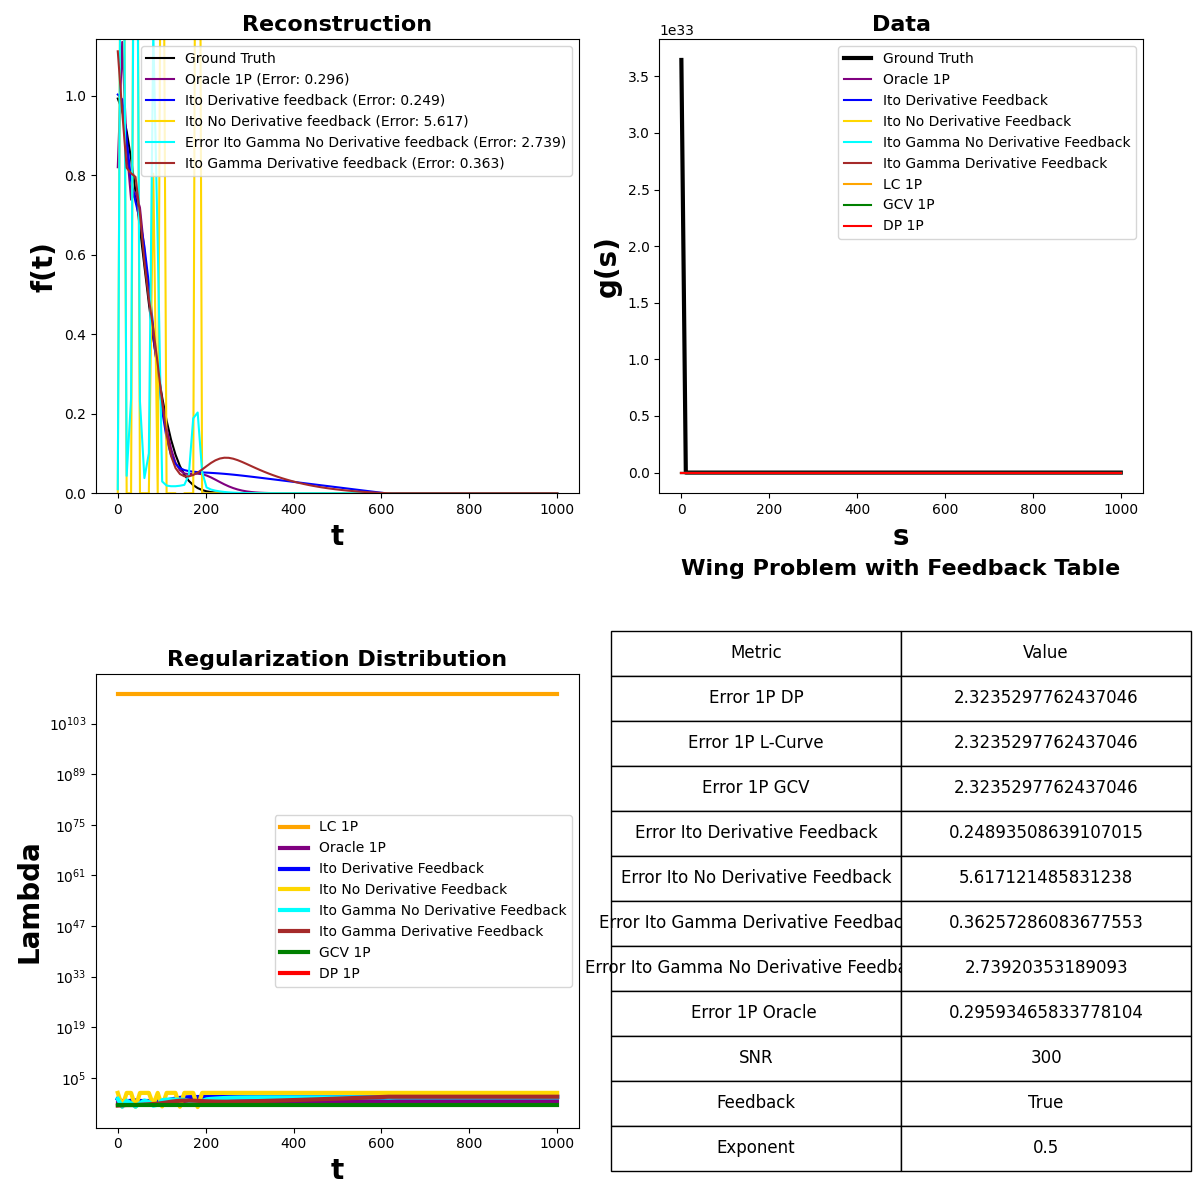 Reconstruction
f(t)
1.0
0.8
0.6
0.4
0.2
0.0
Ground Truth
Oracle 1P (Error: 0.296)
Ito Derivative feedback (Error: 0.249)
Ito No Derivative feedback (Error: 5.617)
Error Ito Gamma No Derivative feedback (Error: 2.739)
Ito Gamma Derivative feedback (Error: 0.363)
0 200 400 600 800 1000
t
Data
1e33
g(s)
3.5
3.0
2.5
2.0
1.5
1.0
0.5
0.0
Ground Truth
Oracle 1P
Ito Derivative Feedback
Ito No Derivative Feedback
Ito Gamma No Derivative Feedback
Ito Gamma Derivative Feedback
LC 1P
GCV 1P
DP 1P
0 200 400 600 800 1000
s
Regularization Distribution
Lambda
10^103
10^89
10^75
10^61
10^47
10^33
10^19
10^5
LC 1P
Oracle 1P
Ito Derivative Feedback
Ito No Derivative Feedback
Ito Gamma No Derivative Feedback
Ito Gamma Derivative Feedback
GCV 1P
DP 1P
0 200 400 600 800 1000
t
Wing Problem with Feedback Table
Metric Value
Error 1P DP 2.3235297762437046
Error 1P L-Curve 2.3235297762437046
Error 1P GCV 2.3235297762437046
Error Ito Derivative Feedback 0.24893508639107015
Error Ito No Derivative Feedback 5.617121485831238
Error Ito Gamma Derivative Feedbac 0.36257286083677553
Error Ito Gamma No Derivative Feedba 2.73920353189093
Error 1P Oracle 0.29593465833778104
SNR 300
Feedback True
Exponent 0.5